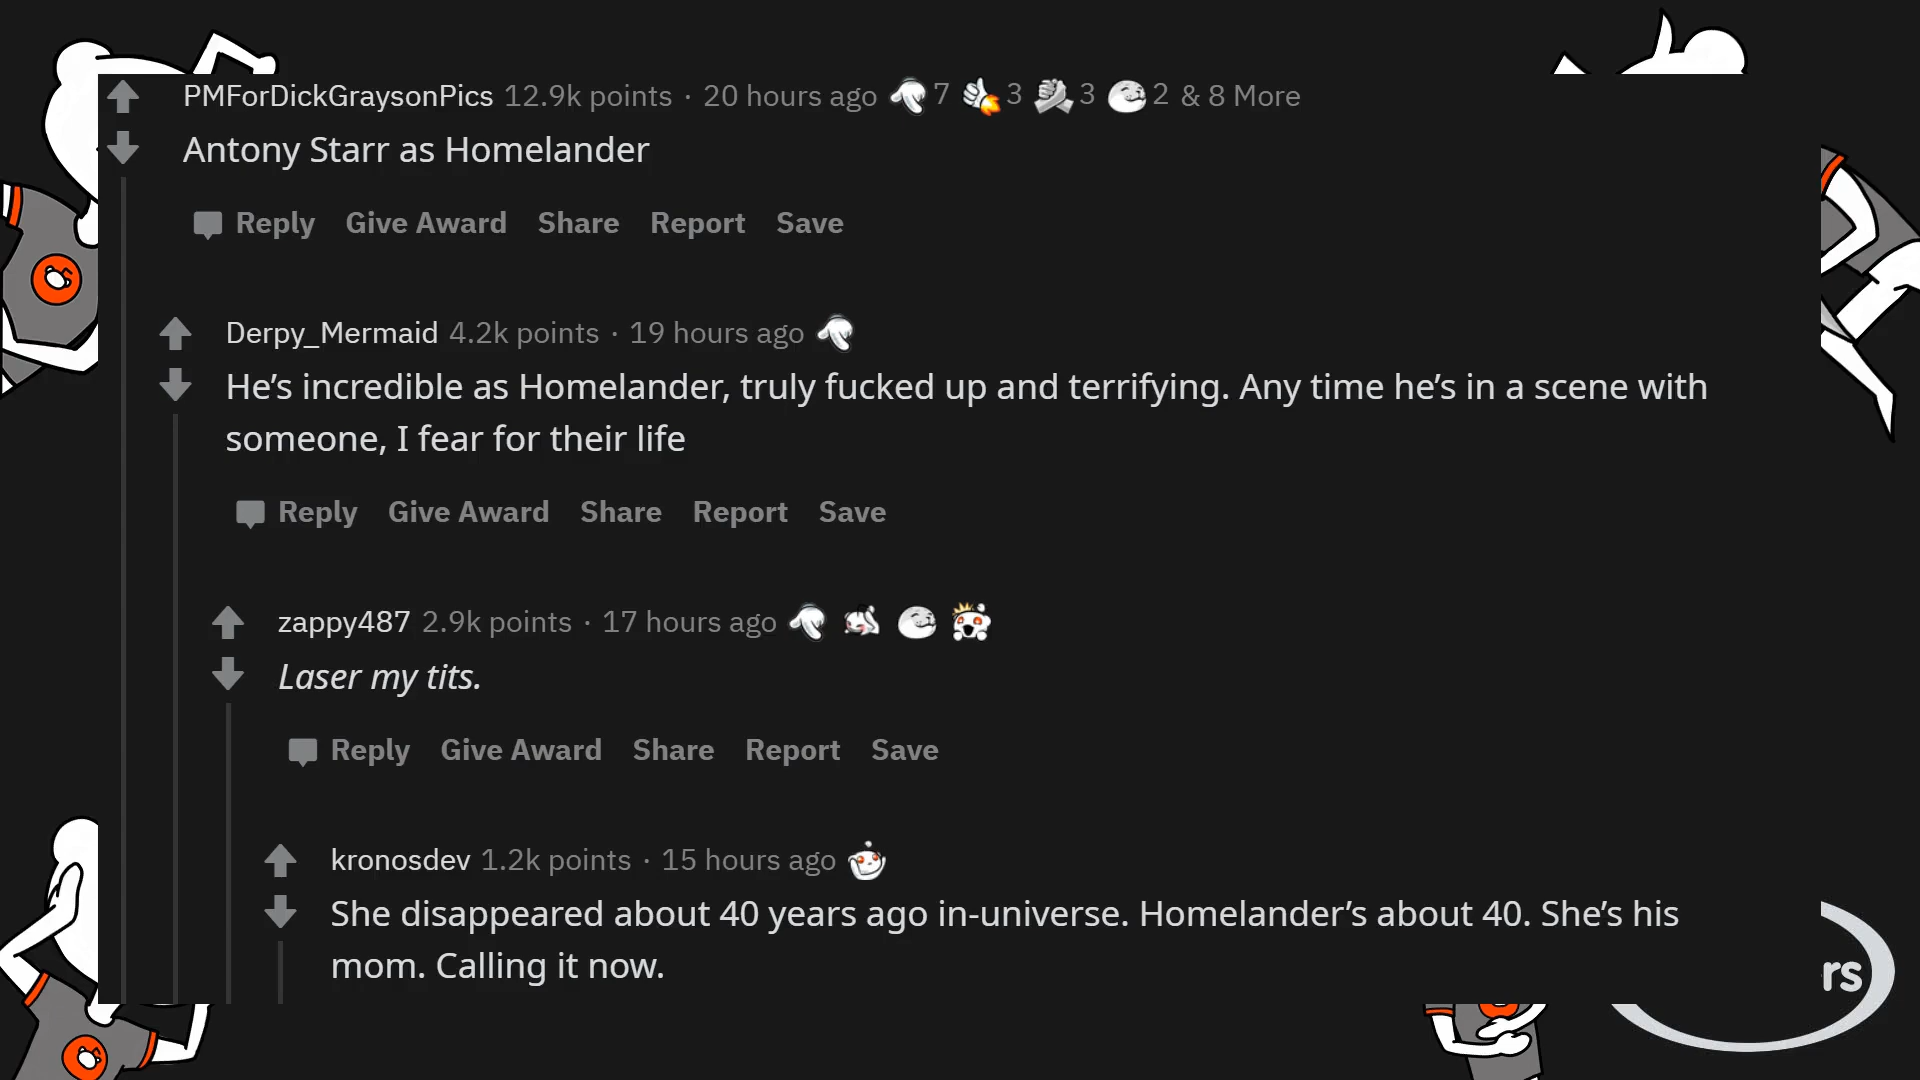 PMForDickGraysonPics 12.9k points · 20 hours ago 7 3 3 2 & 8 More
Antony Starr as Homelander
Reply Give Award Share Report Save
Derpy_Mermaid 4.2k points · 19 hours ago
He’s incredible as Homelander, truly fucked up and terrifying. Any time he’s in a scene with
someone, I fear for their life
Reply Give Award Share Report Save
zappy487 2.9k points · 17 hours ago
Laser my tits.
Reply Give Award Share Report Save
kronosdev 1.2k points · 15 hours ago
She disappeared about 40 years ago in-universe. Homelander’s about 40. She’s his
mom. Calling it now.
rs